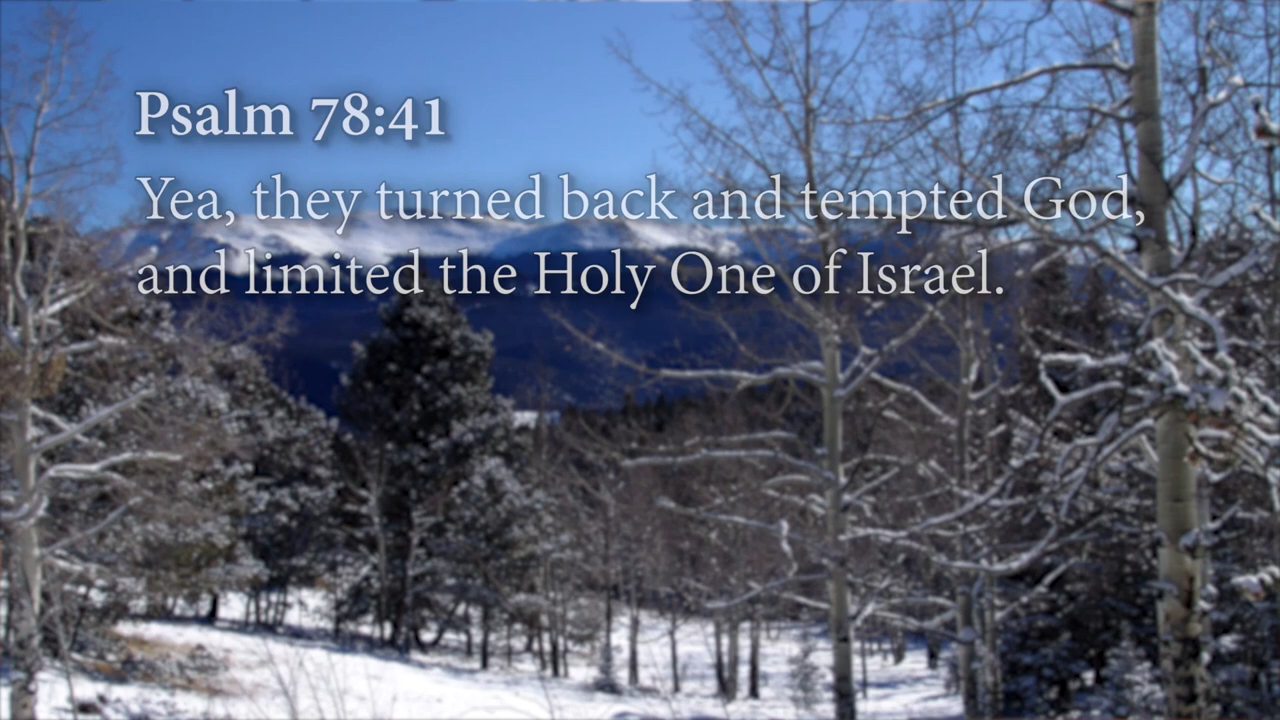 Psalm 78:41
Yea, they turned back and tempted God,
and limited the Holy One of Israel.